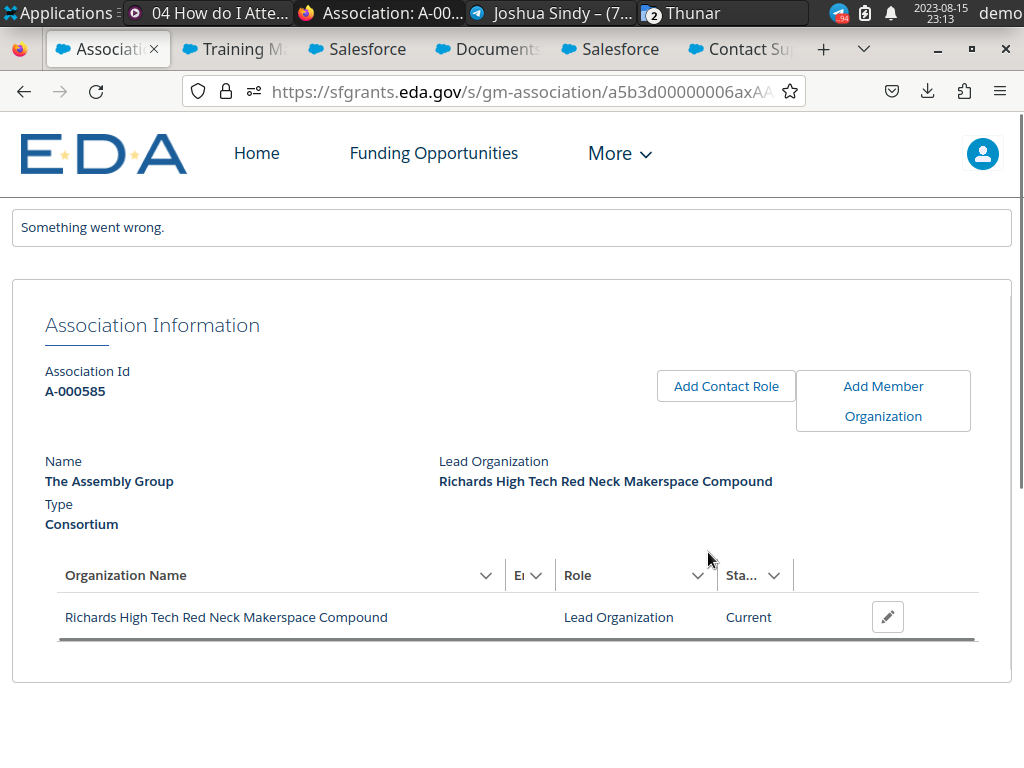 Applications
04 How do I Atte...
Association: A-00...
Joshua Sindy – (7...
2
Thunar
94
2023-08-15
23:13
demo
Associati
Training M
Salesforce
Documents
Salesforce
Contact Su
https://sfgrants.eda.gov/s/gm-association/a5b3d00000006axAA
EDA
Home
Funding Opportunities
More
Something went wrong.
Association Information
Association Id
A-000585
Add Contact Role
Add Member
Organization
Name
Lead Organization
The Assembly Group
Richards High Tech Red Neck Makerspace Compound
Type
Consortium
Organization Name
Role
Sta...
Richards High Tech Red Neck Makerspace Compound
Lead Organization
Current